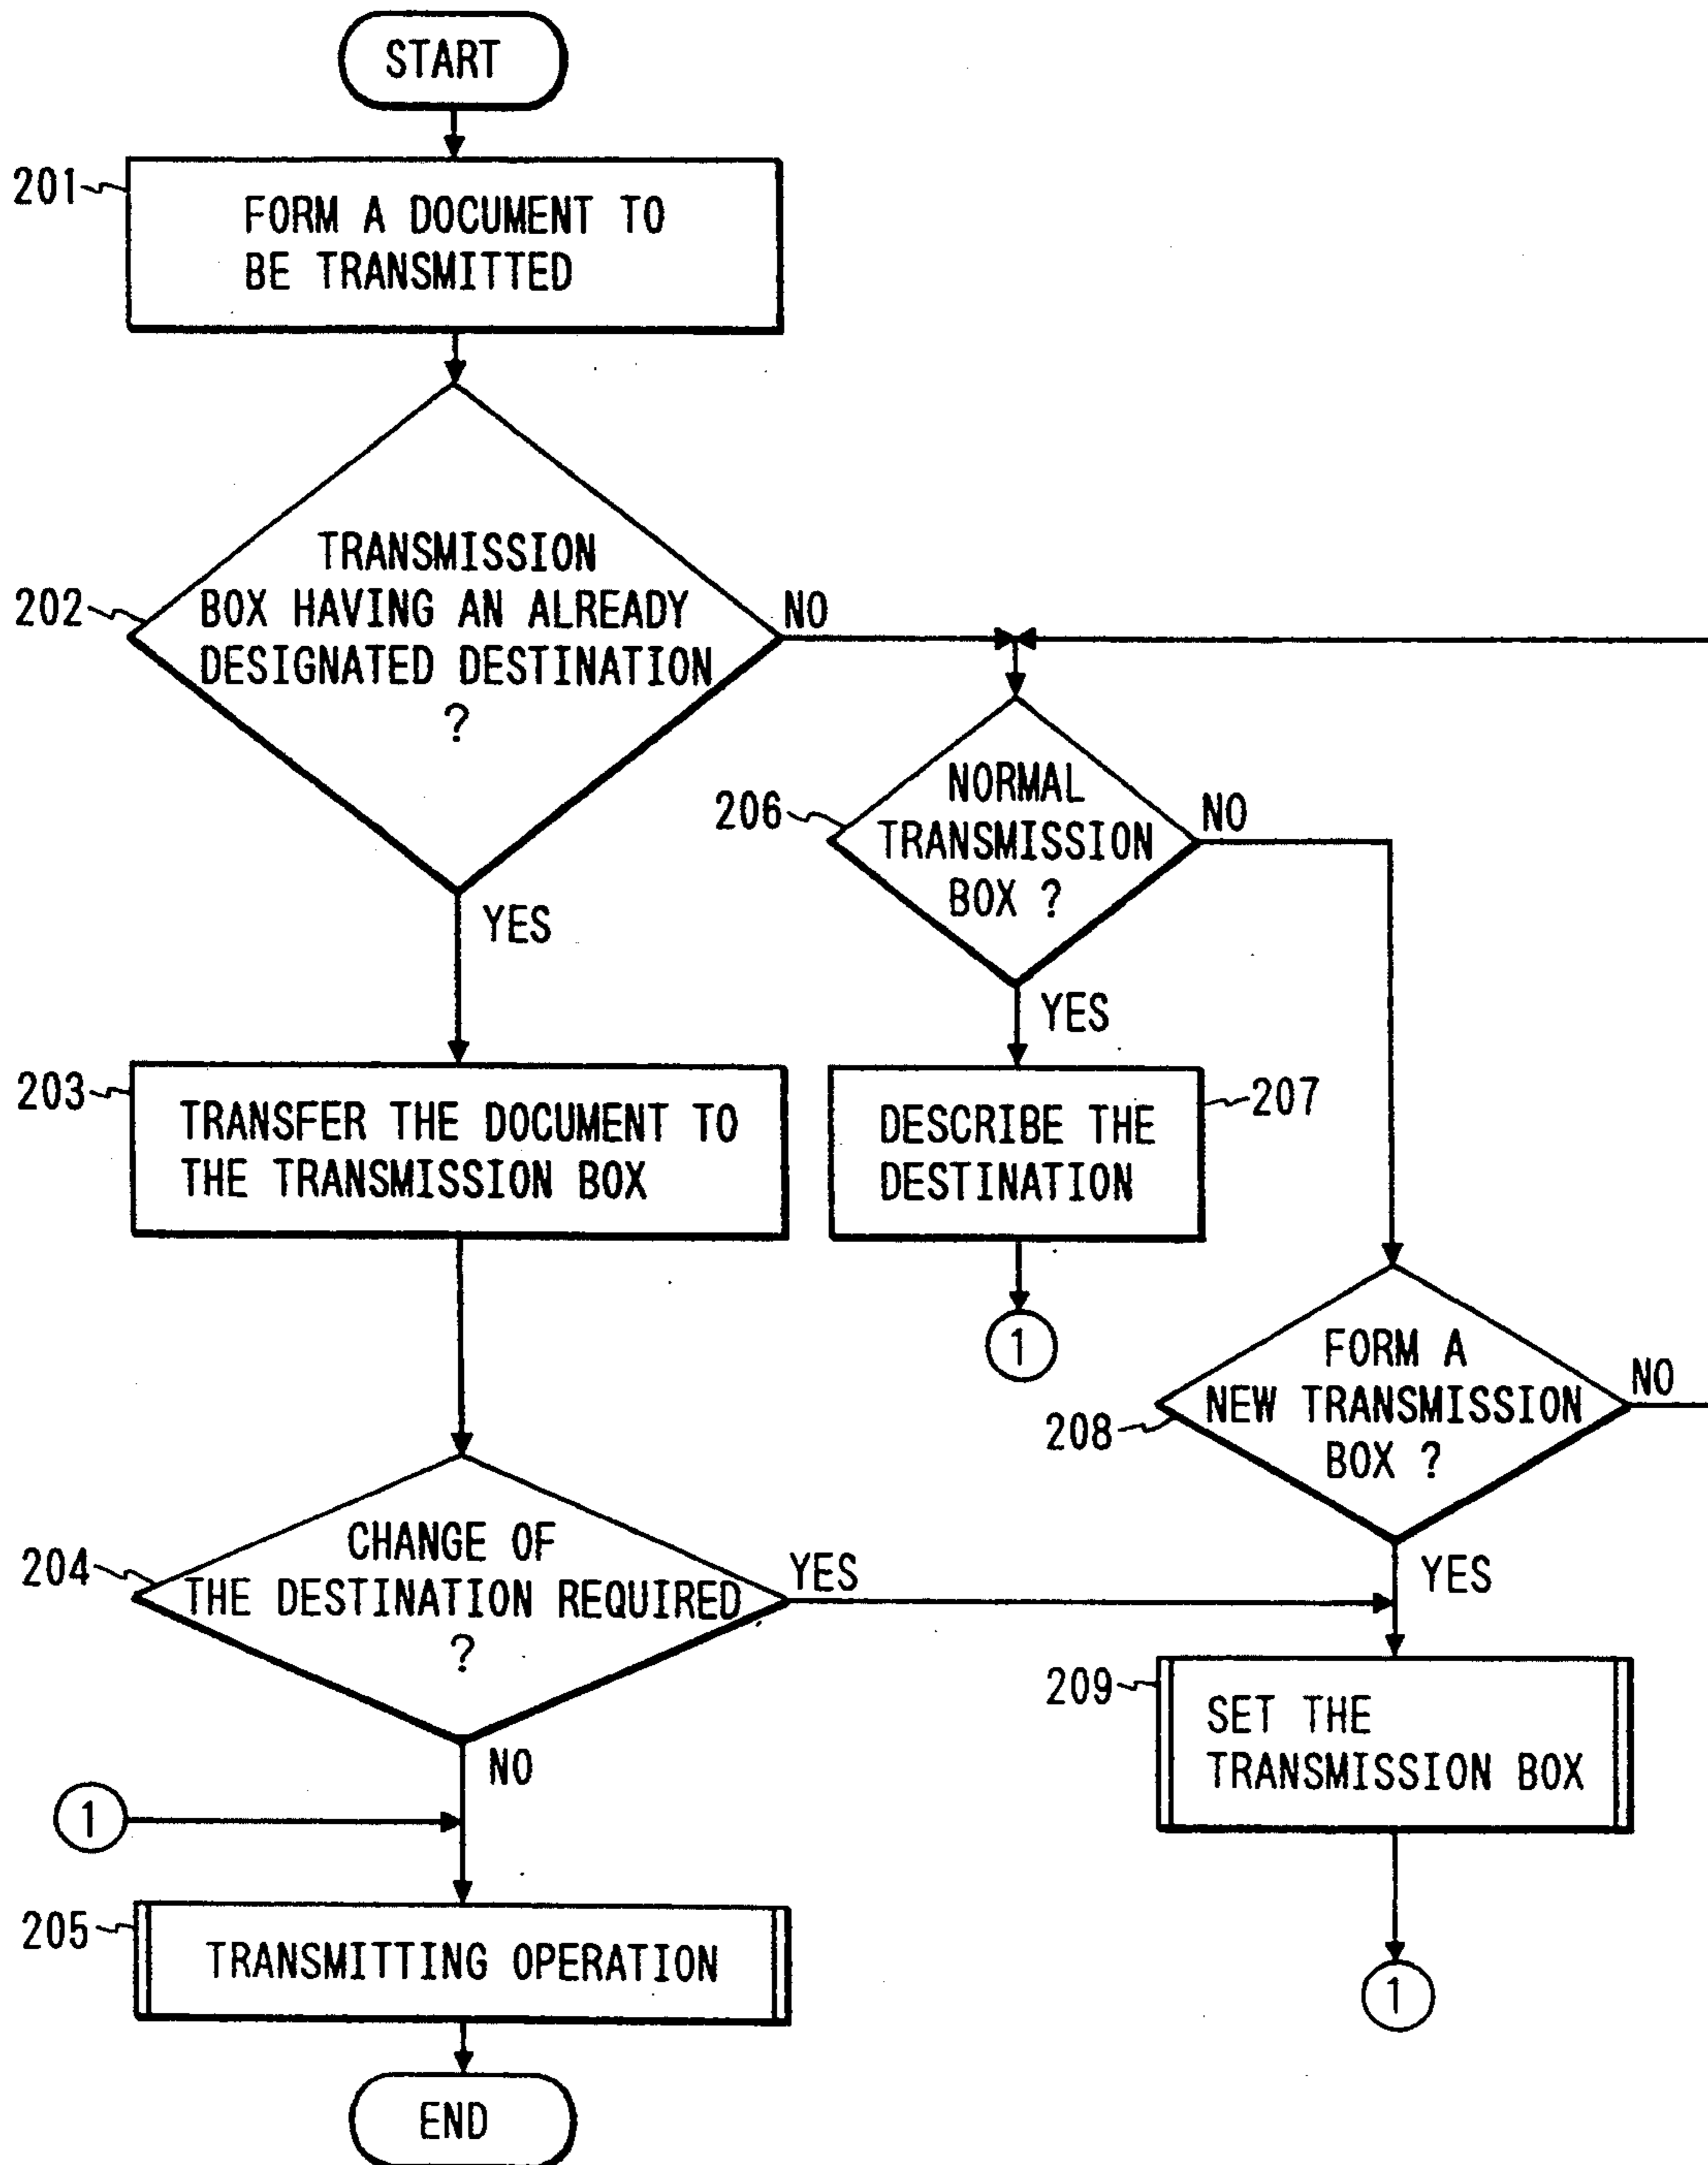 START
201
FORM A DOCUMENT TO
BE TRANSMITTED
202
TRANSMISSION
BOX HAVING AN ALREADY
DESIGNATED DESTINATION
?
NO
YES
206
NORMAL
TRANSMISSION
BOX ?
NO
YES
203
TRANSFER THE DOCUMENT TO
THE TRANSMISSION BOX
207
DESCRIBE THE
DESTINATION
1
208
FORM A
NEW TRANSMISSION
BOX ?
NO
YES
204
CHANGE OF
THE DESTINATION REQUIRED
?
YES
NO
209
SET THE
TRANSMISSION BOX
1
1
205
TRANSMITTING OPERATION
END